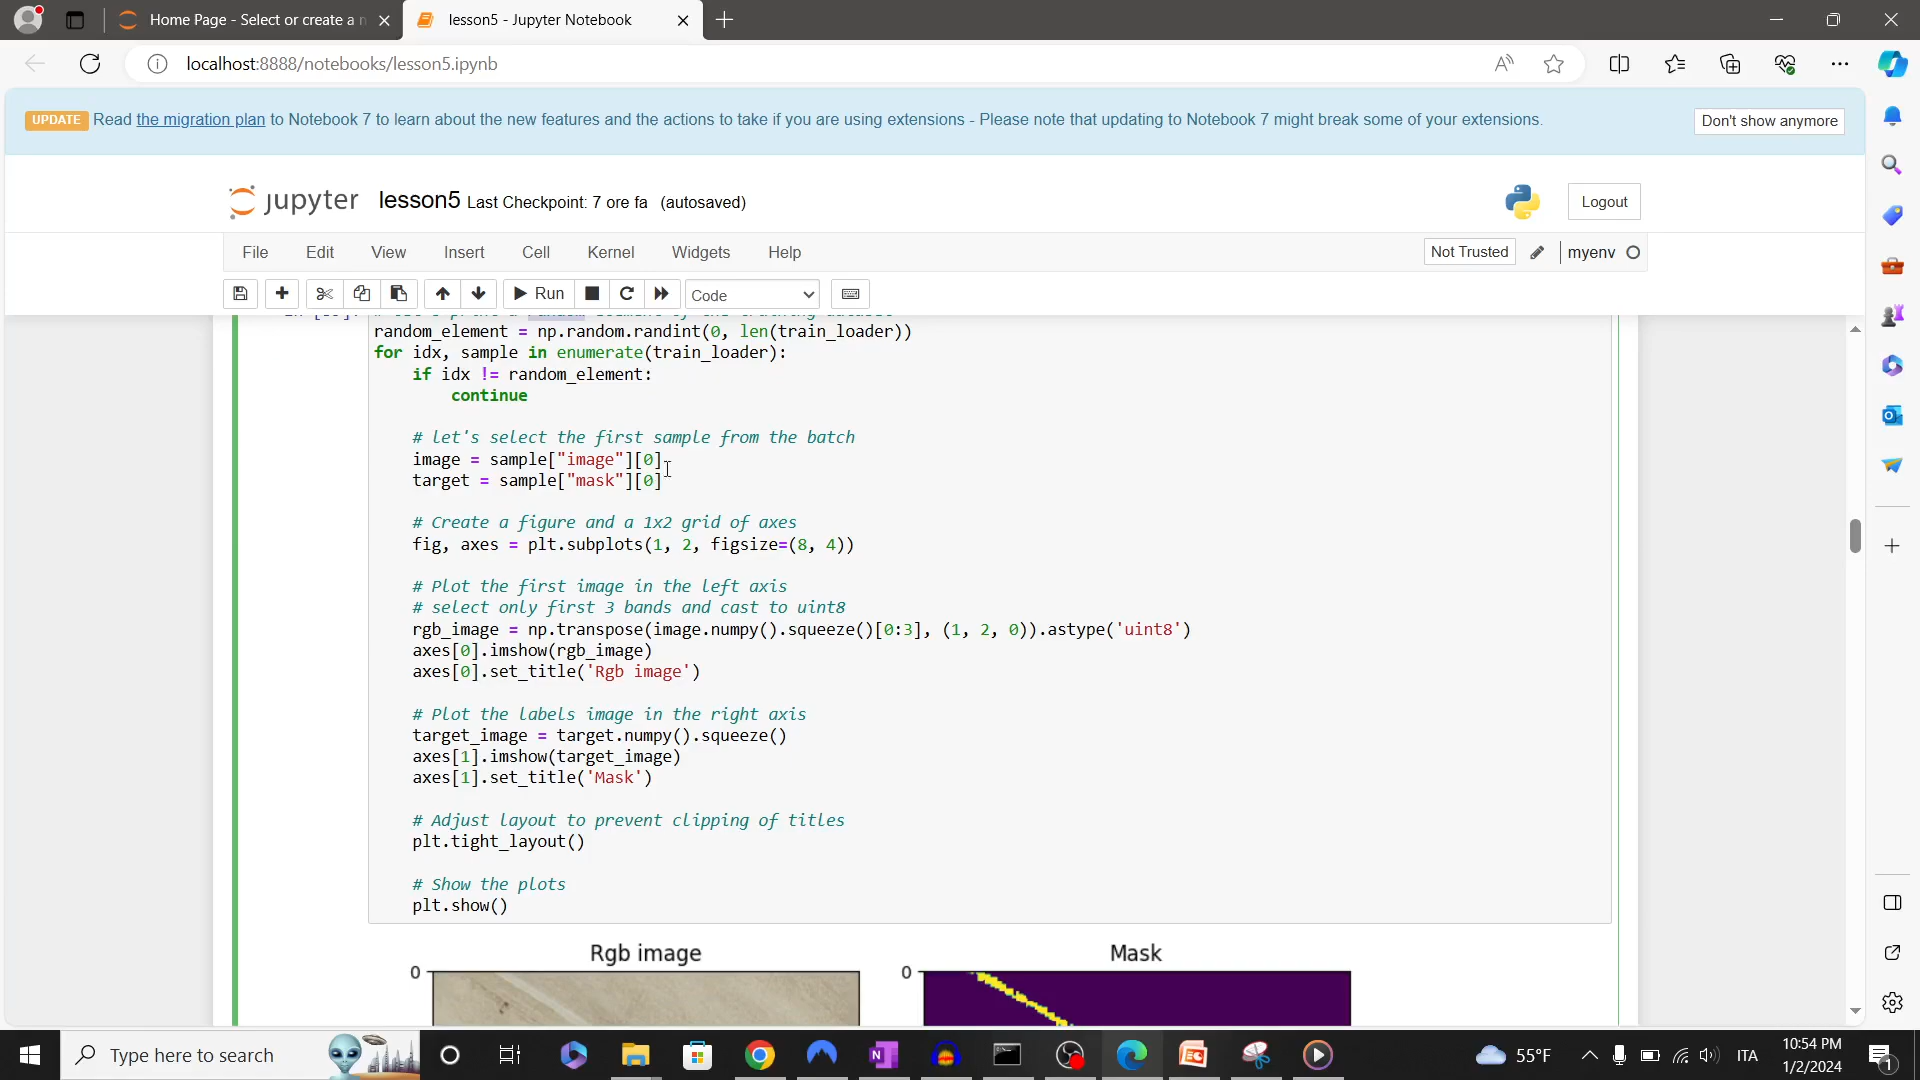 Home Page - Select or create a n
lesson5 - Jupyter Notebook
localhost:8888/notebooks/lesson5.ipynb
UPDATE Read the migration plan to Notebook 7 to learn about the new features and the actions to take if you are using extensions - Please note that updating to Notebook 7 might break some of your extensions.
Don't show anymore
jupyter lesson5 Last Checkpoint: 7 ore fa (autosaved)
Logout
File Edit View Insert Cell Kernel Widgets Help
Not Trusted myenv
Run Code
random_element = np.random.randint(0, len(train_loader))
for idx, sample in enumerate(train_loader):
    if idx != random_element:
        continue
    # let's select the first sample from the batch
    image = sample["image"][0]
    target = sample["mask"][0]
    # Create a figure and a 1x2 grid of axes
    fig, axes = plt.subplots(1, 2, figsize=(8, 4))
    # Plot the first image in the left axis
    # select only first 3 bands and cast to uint8
    rgb_image = np.transpose(image.numpy().squeeze()[0:3], (1, 2, 0)).astype('uint8')
    axes[0].imshow(rgb_image)
    axes[0].set_title('Rgb image')
    # Plot the labels image in the right axis
    target_image = target.numpy().squeeze()
    axes[1].imshow(target_image)
    axes[1].set_title('Mask')
    # Adjust layout to prevent clipping of titles
    plt.tight_layout()
    # Show the plots
    plt.show()
Rgb image
Mask
0
0
Type here to search
55°F
ITA
10:54 PM
1/2/2024
1